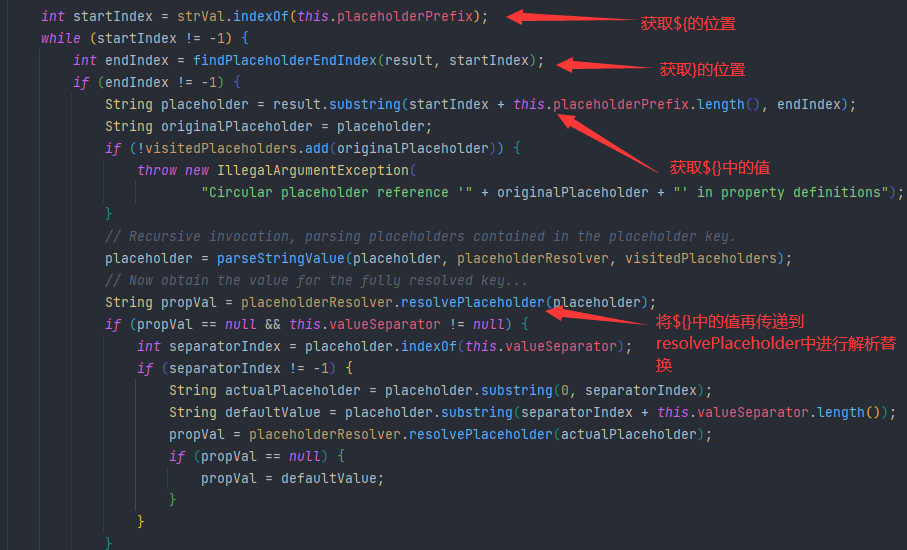 int startIndex = strVal.indexOf(this.placeholderPrefix);
获取${的位置
while (startIndex != -1) {
int endIndex = findPlaceholderEndIndex(result, startIndex);
获取}的位置
if (endIndex != -1) {
String placeholder = result.substring(startIndex + this.placeholderPrefix.length(), endIndex);
String originalPlaceholder = placeholder;
if (!visitedPlaceholders.add(originalPlaceholder)) {
获取${}中的值
throw new IllegalArgumentException(
"Circular placeholder reference '" + originalPlaceholder + "' in property definitions");
}
// Recursive invocation, parsing placeholders contained in the placeholder key.
placeholder = parseStringValue(placeholder, placeholderResolver, visitedPlaceholders);
// Now obtain the value for the fully resolved key...
String propVal = placeholderResolver.resolvePlaceholder(placeholder);
if (propVal == null && this.valueSeparator != null) {
将${}中的值再传递到
resolvePlaceholder中进行解析替
换
int separatorIndex = placeholder.indexOf(this.valueSeparator);
if (separatorIndex != -1) {
String actualPlaceholder = placeholder.substring(0, separatorIndex);
String defaultValue = placeholder.substring(separatorIndex + this.valueSeparator.length());
propVal = placeholderResolver.resolvePlaceholder(actualPlaceholder);
if (propVal == null) {
propVal = defaultValue;
}
}
}